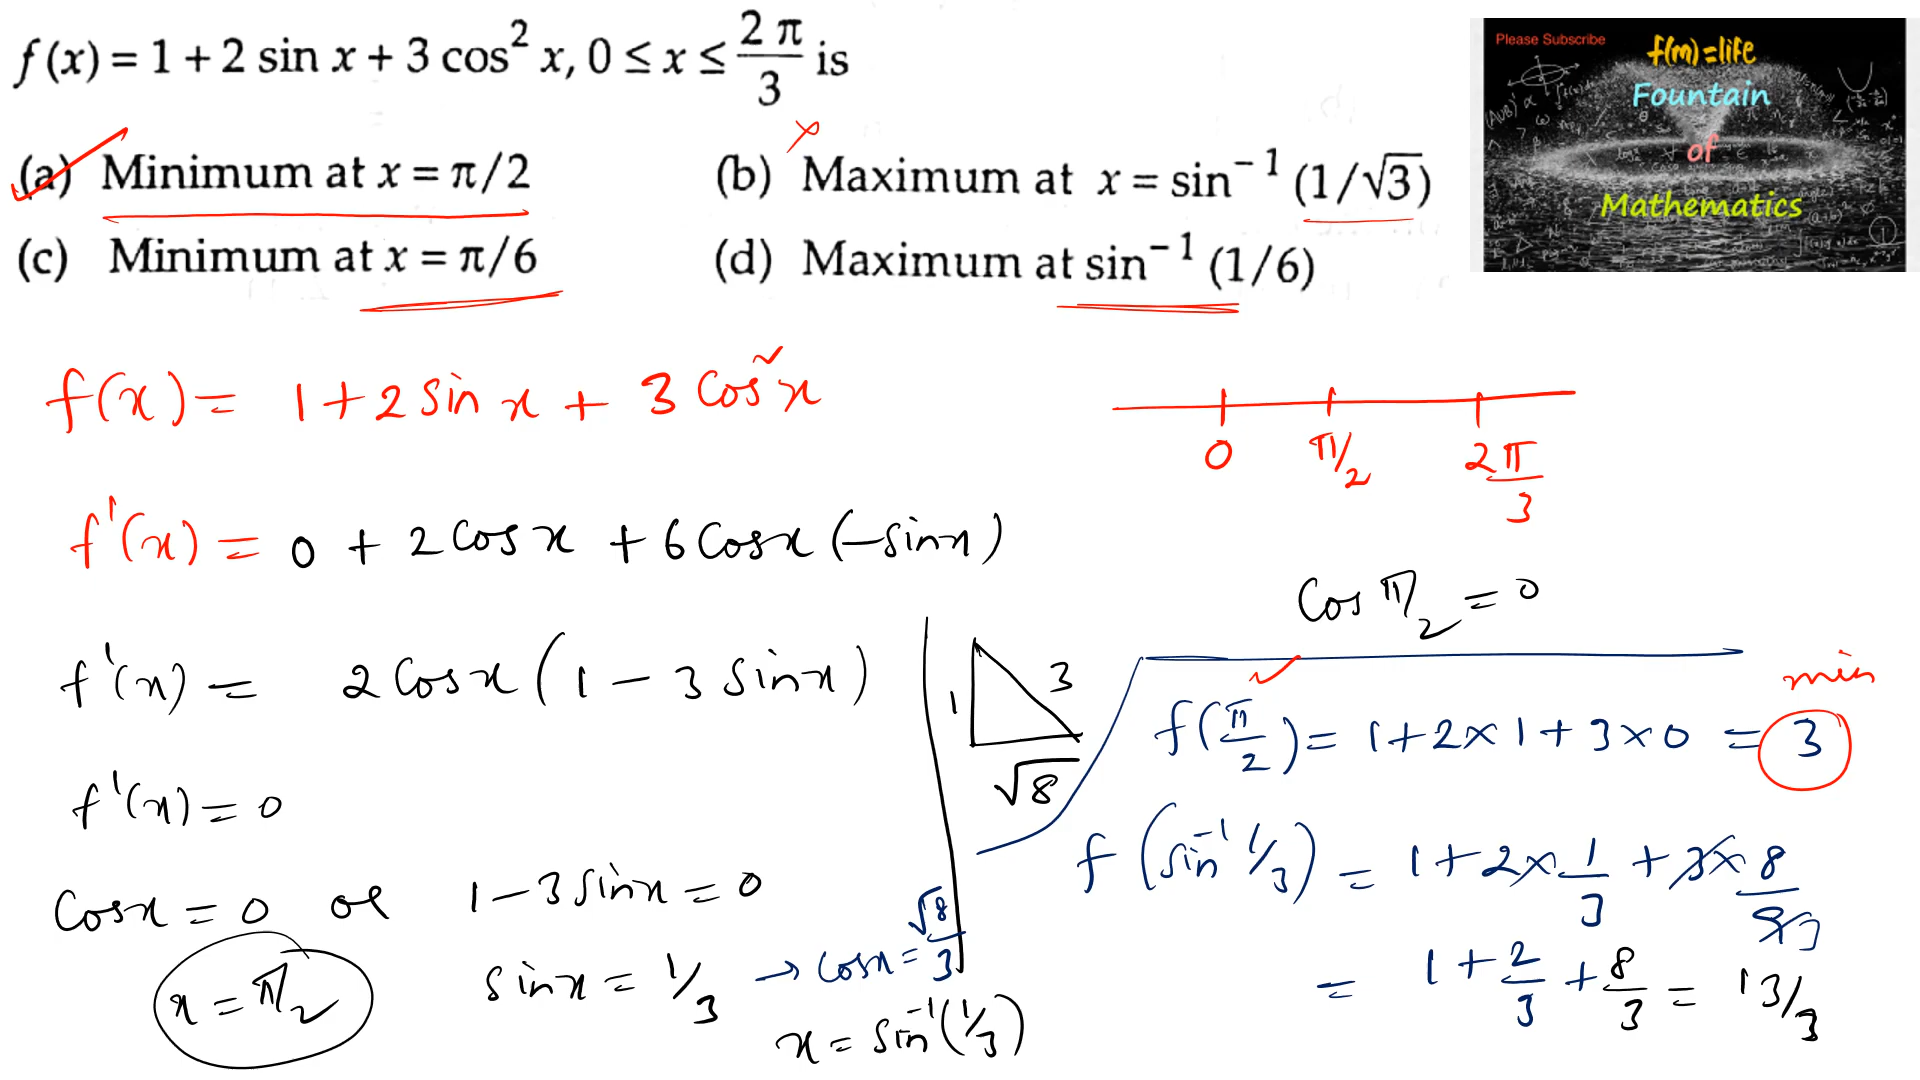 f(x) = 1 + 2 sin x + 3 cos² x, 0 ≤ x ≤ 2π/3 is
(a) Minimum at x = π/2
(b) Maximum at x = sin⁻¹ (1/√3)
(c) Minimum at x = π/6
(d) Maximum at sin⁻¹ (1/6)
Please Subscribe
f(m)=life
Fountain
of
Mathematics
f(x) = 1 + 2 sin x + 3 cos²x
0 π/2 2π/3
f'(x) = 0 + 2 cos x + 6 cos x (-sin x)
cos π/2 = 0
f'(x) = 2 cos x (1 - 3 sin x)
1 3 √8
f'(x) = 0
cos x = 0 or 1 - 3 sin x = 0
x = π/2
sin x = 1/3 → cos x = √8/3
x = sin⁻¹(1/3)
min
f(π/2) = 1 + 2 × 1 + 3 × 0 = 3
f(sin⁻¹ 1/3) = 1 + 2 × 1/3 + 3 × 8/9 3
= 1 + 2/3 + 8/3 = 13/3